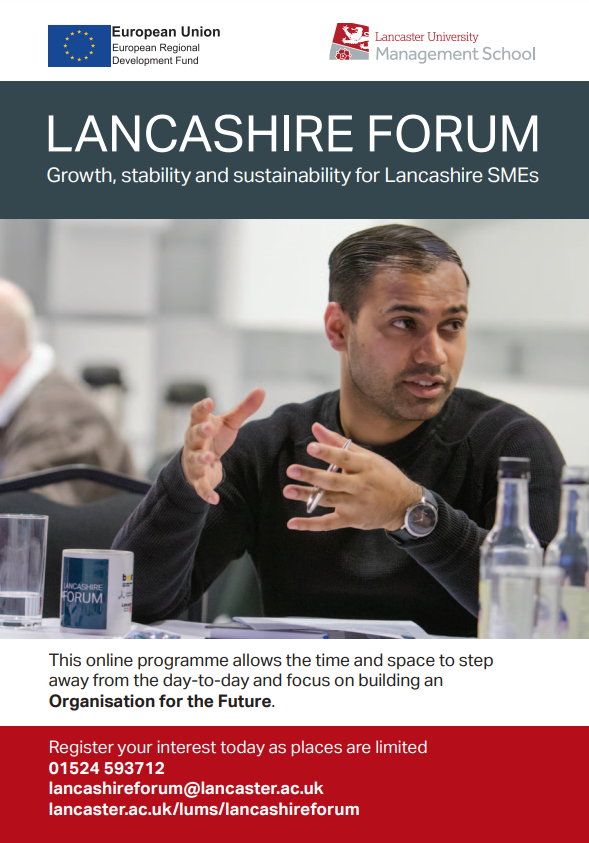 European Union
European Regional
Development Fund
Lancaster University
Management School
LANCASHIRE FORUM
Growth, stability and sustainability for Lancashire SMEs
LANCASHIRE
FORUM
This online programme allows the time and space to step
away from the day-to-day and focus on building an
Organisation for the Future.
Register your interest today as places are limited
01524 593712
lancashireforum@lancaster.ac.uk
lancaster.ac.uk/lums/lancashireforum